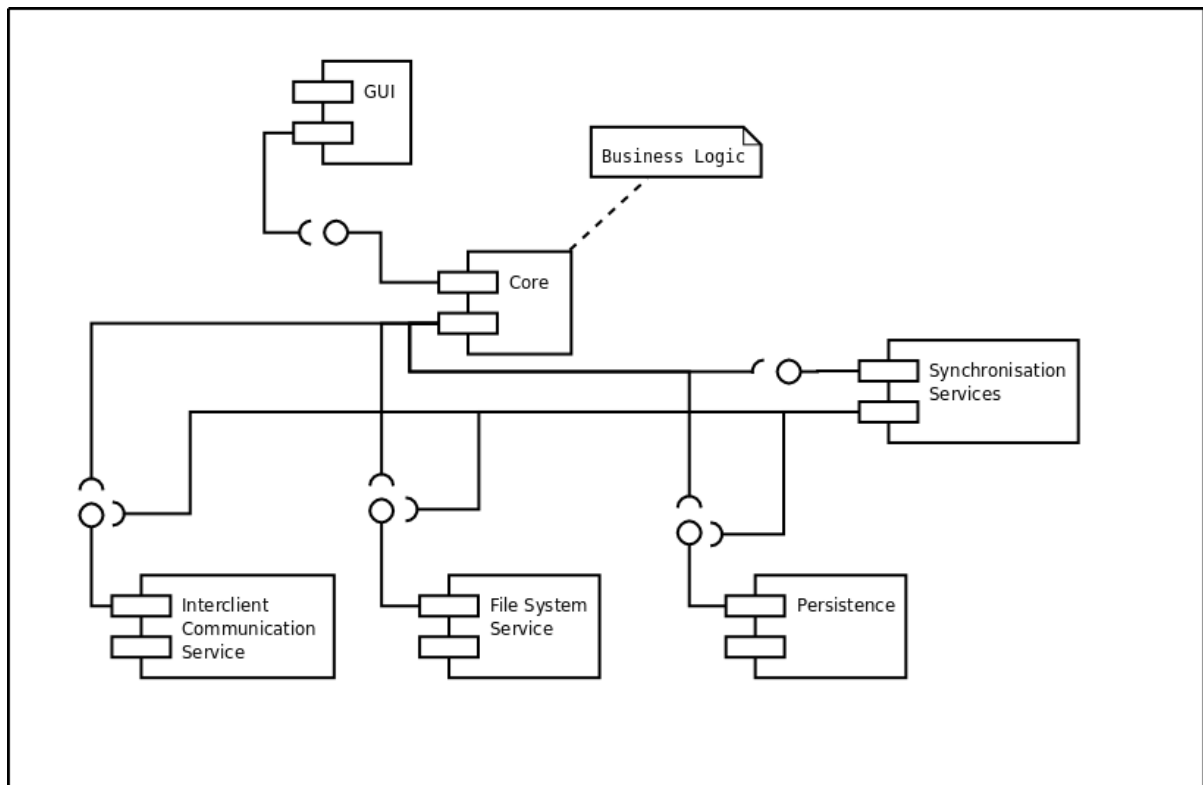 GUI
Business Logic
Core
Synchronisation
Services
Interclient
Communication
Service
File System
Service
Persistence